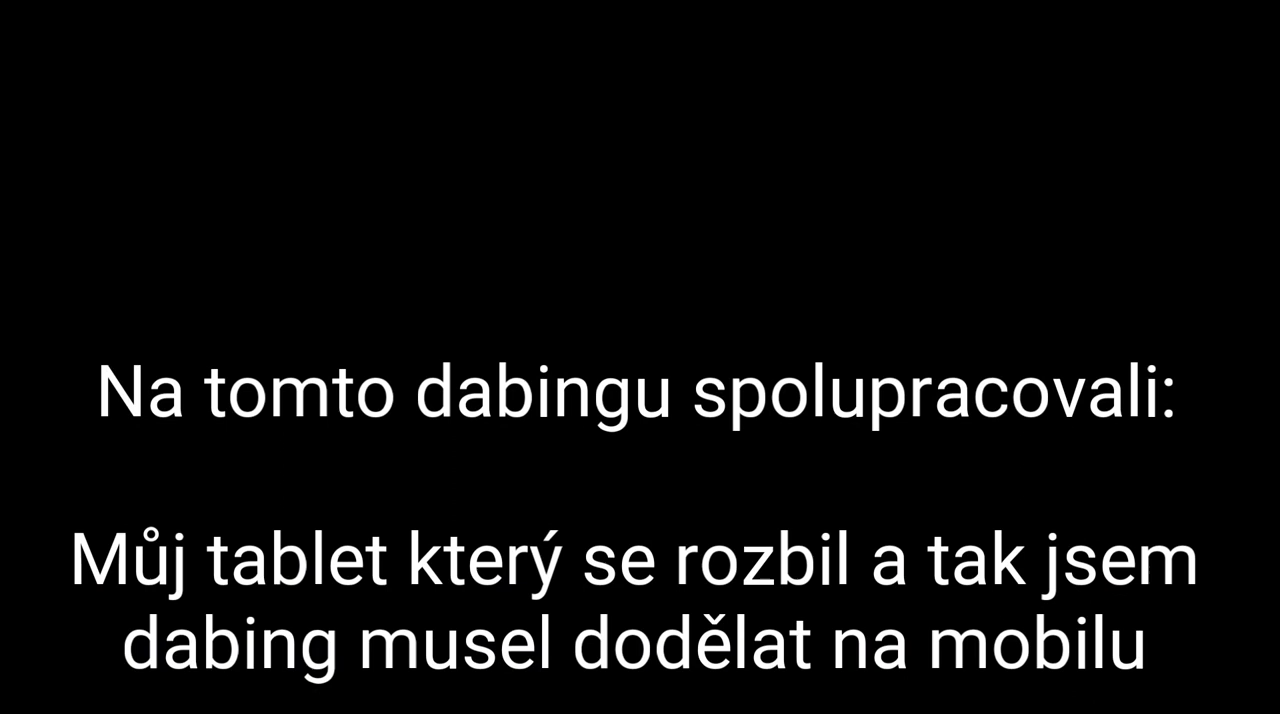 Na tomto dabingu spolupracovali:
Můj tablet který se rozbil a tak jsem
dabing musel dodělat na mobilu